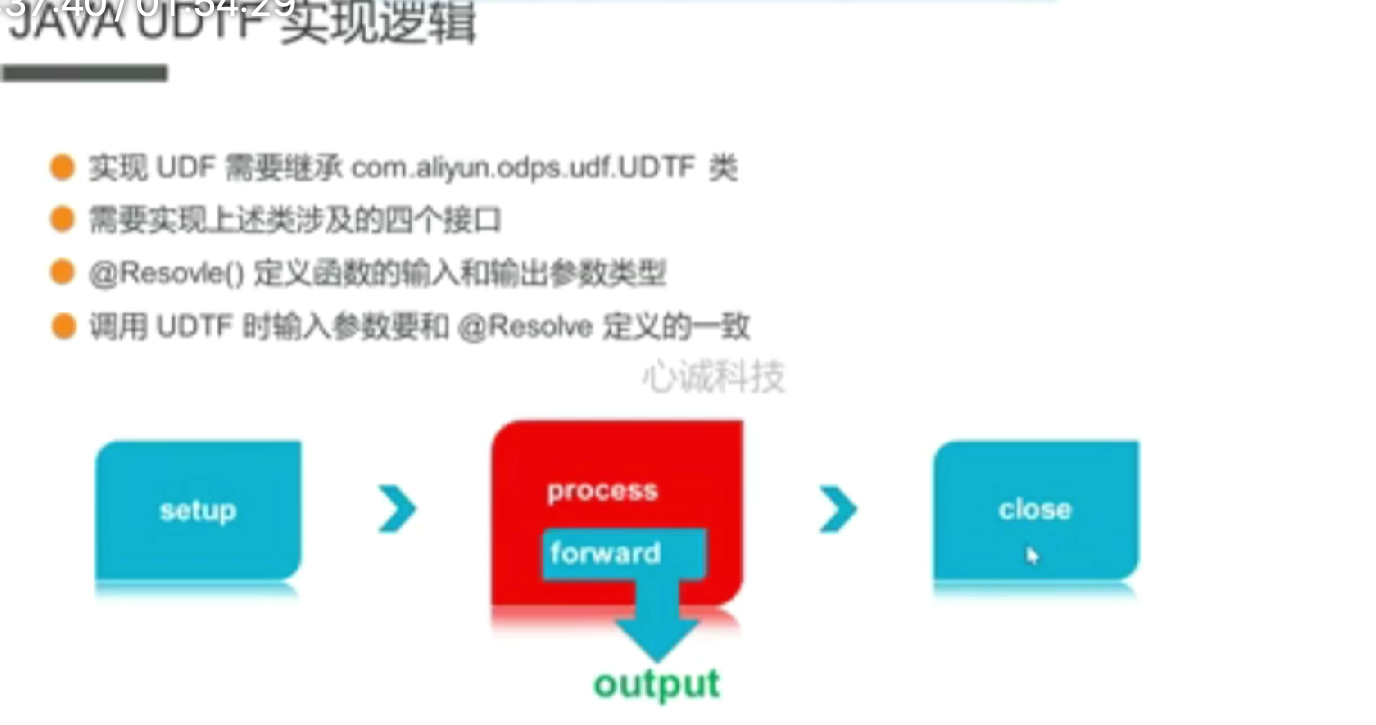 37:40 / 01:54:29
JAVA UDTF 实现逻辑
实现 UDF 需要继承 com.aliyun.odps.udf.UDTF 类
需要实现上述类涉及的四个接口
@Resovle() 定义函数的输入和输出参数类型
调用 UDTF 时输入参数要和 @Resolve 定义的一致
心诚科技
setup
process
forward
close
output